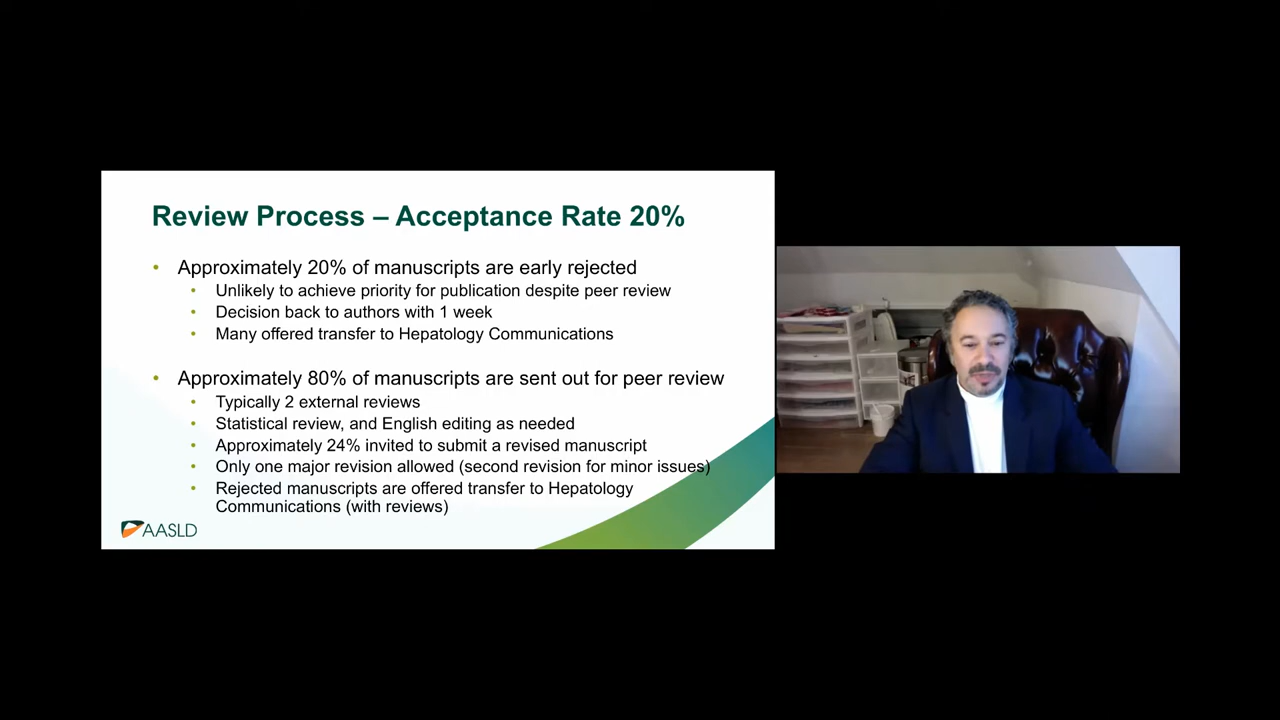 Review Process – Acceptance Rate 20%
• Approximately 20% of manuscripts are early rejected
• Unlikely to achieve priority for publication despite peer review
• Decision back to authors with 1 week
• Many offered transfer to Hepatology Communications
• Approximately 80% of manuscripts are sent out for peer review
• Typically 2 external reviews
• Statistical review, and English editing as needed
• Approximately 24% invited to submit a revised manuscript
• Only one major revision allowed (second revision for minor issues)
• Rejected manuscripts are offered transfer to Hepatology
Communications (with reviews)
AASLD